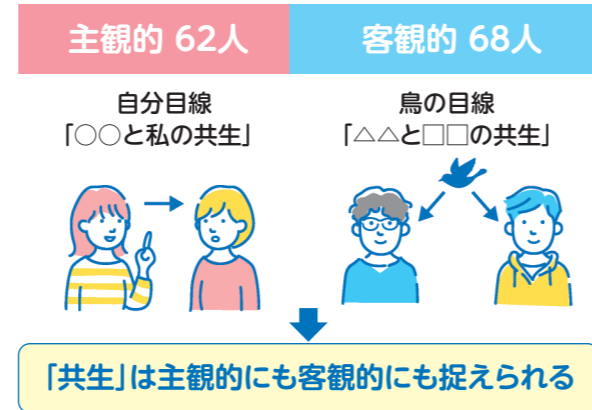 主観的 62人
客観的 68人
自分目線
「○○と私の共生」
鳥の目線
「△△と□□の共生」
「共生」は主観的にも客観的にも捉えられる